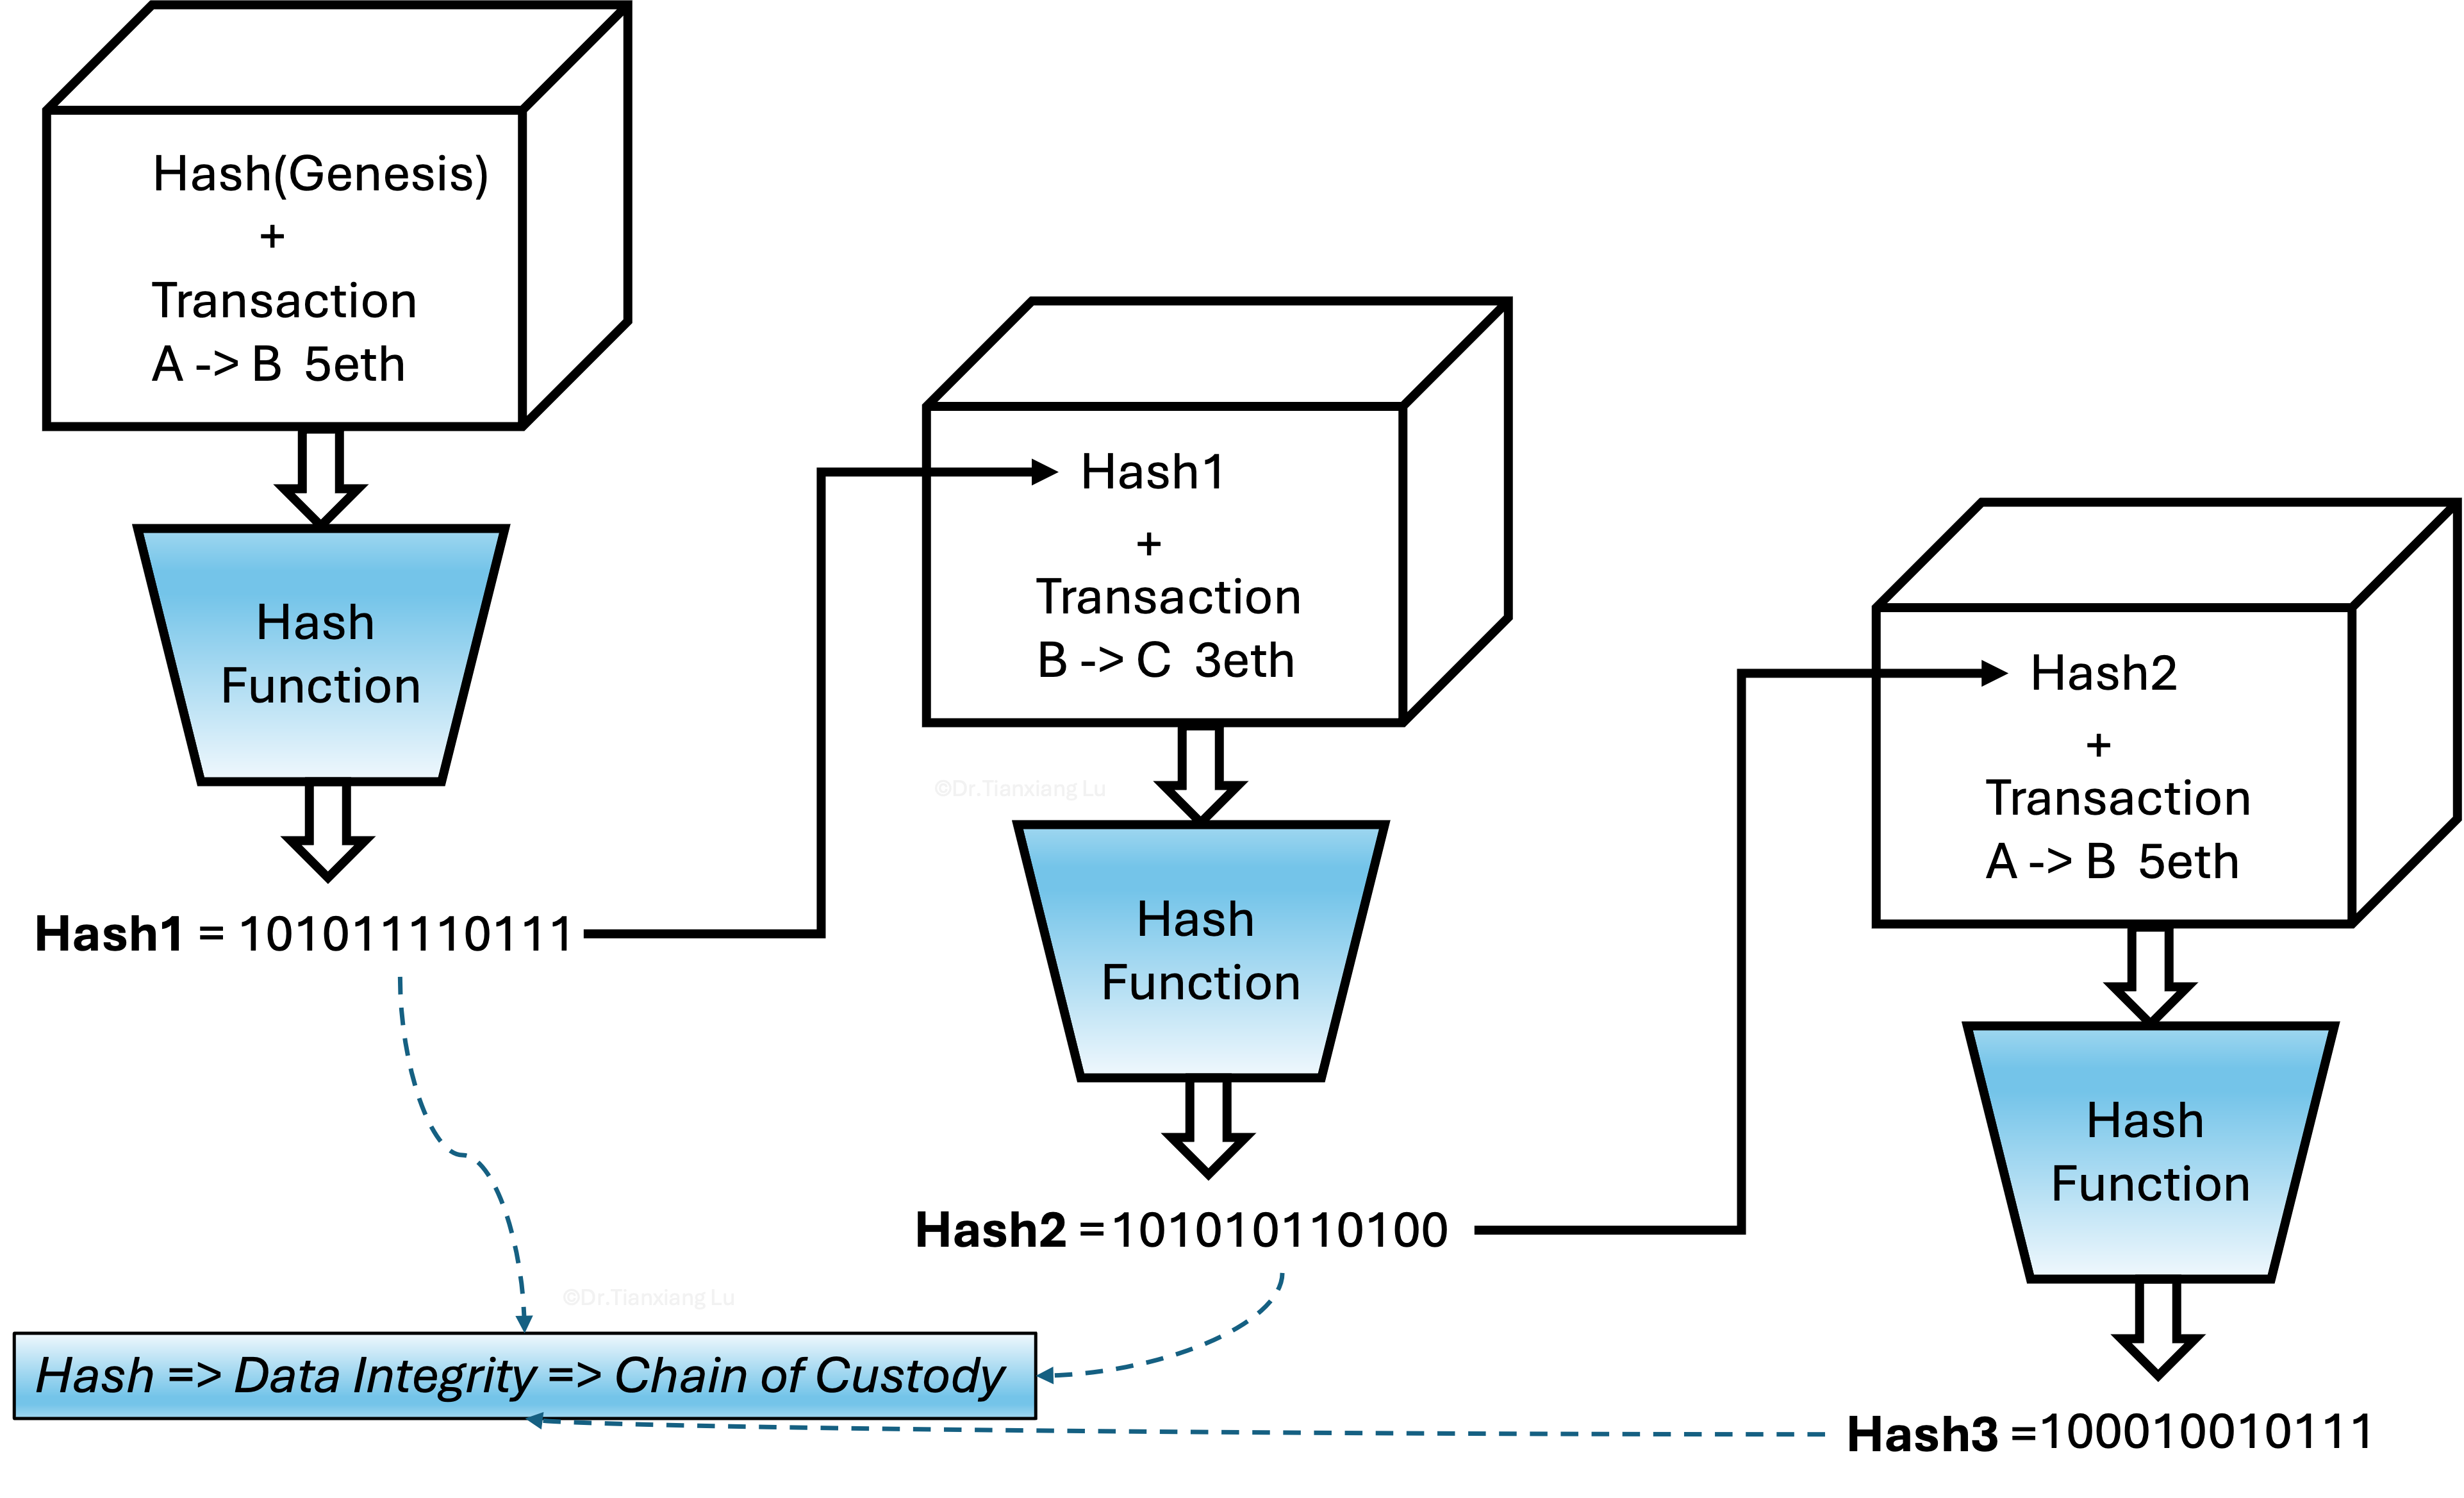 Hash(Genesis)
+
Transaction
A -> B 5eth
Hash
Function
Hash1 = 101011110111
Hash1
+
Transaction
B -> C 3eth
©Dr.Tianxiang Lu
Hash
Function
Hash2 =101010110100
Hash2
+
Transaction
A -> B 5eth
Hash
Function
Hash3 =100010010111
©Dr.Tianxiang Lu
Hash => Data Integrity => Chain of Custody